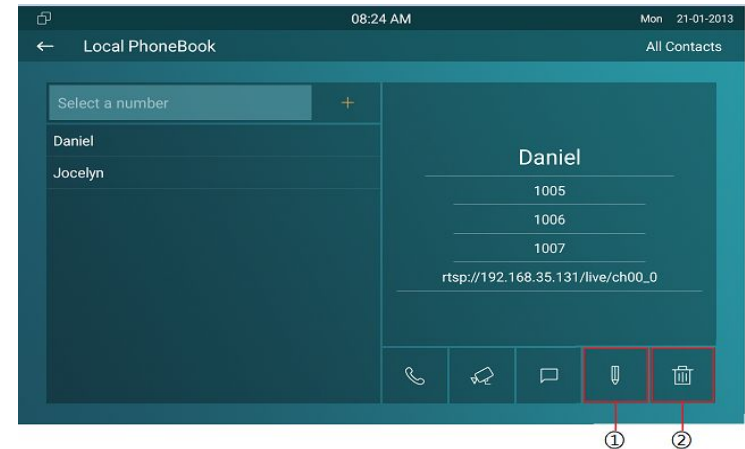 08:24 AM
Mon 21-01-2013
← Local PhoneBook
All Contacts
Select a number +
Daniel
Jocelyn
Daniel
1005
1006
1007
rtsp://192.168.35.131/live/ch00_0
① ②